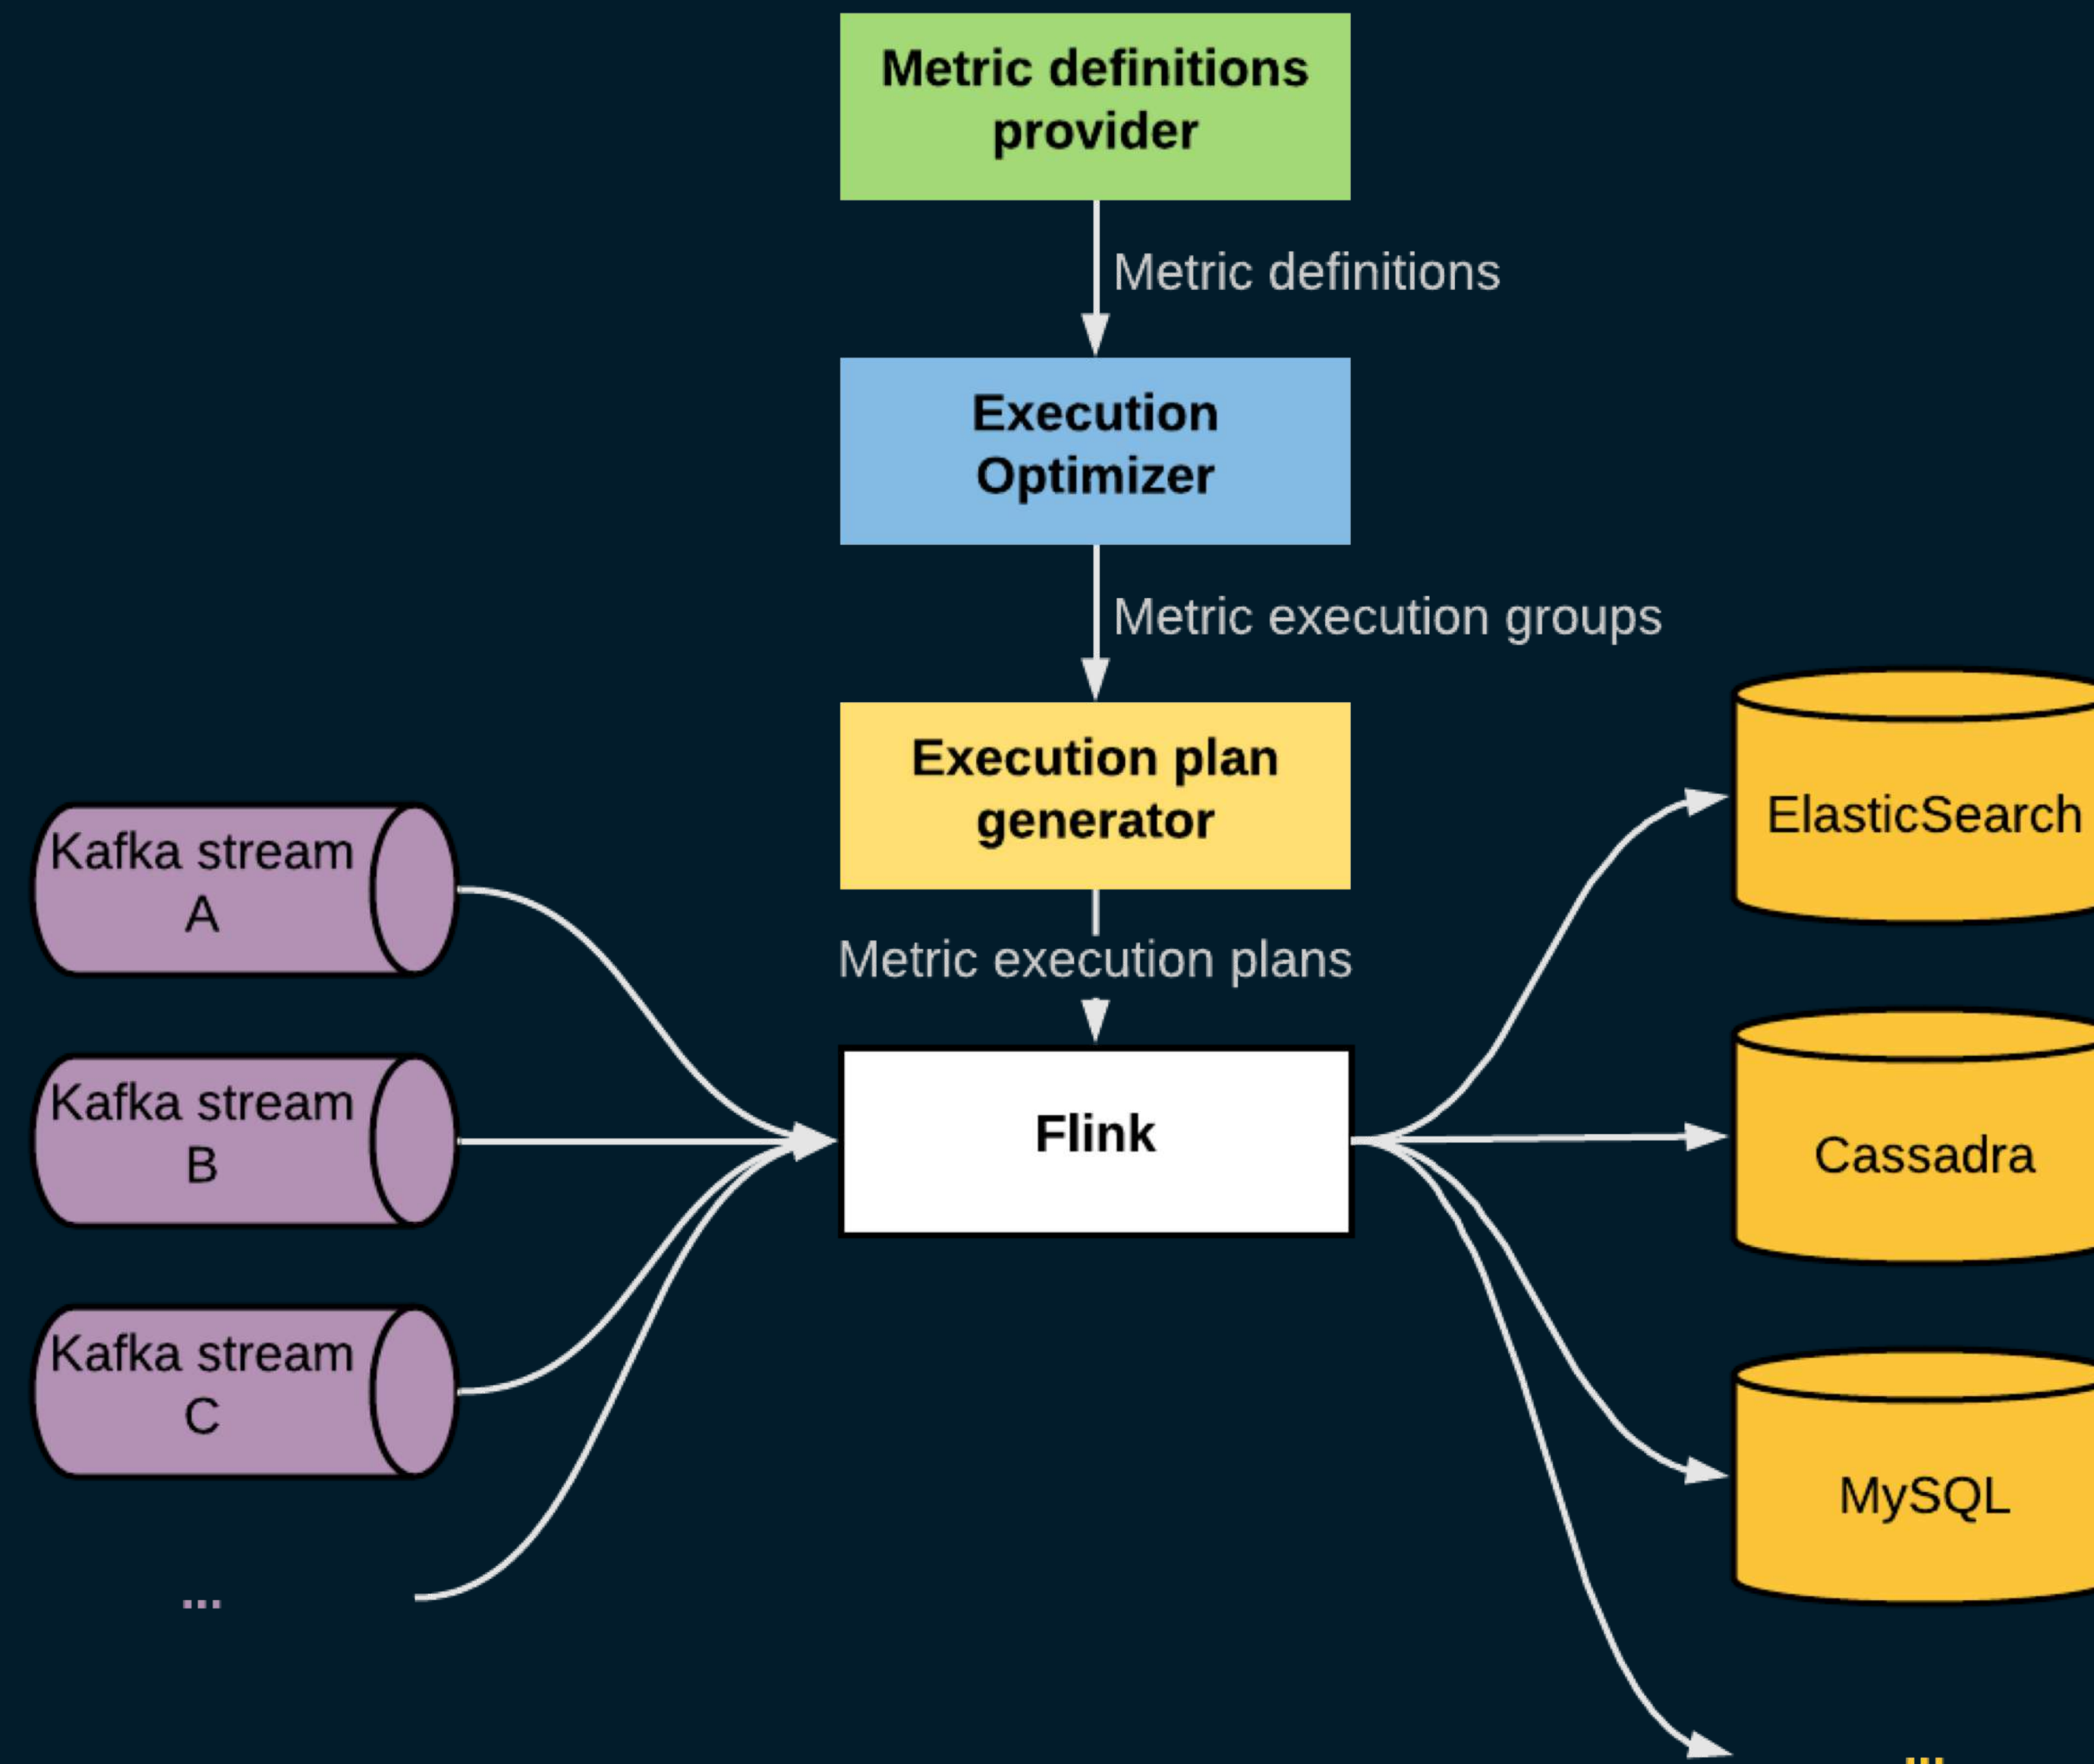 Metric definitions
provider
Metric definitions
Execution
Optimizer
Metric execution groups
Execution plan
generator
Metric execution plans
Flink
Kafka stream
A
Kafka stream
B
Kafka stream
C
...
ElasticSearch
Cassadra
MySQL
...